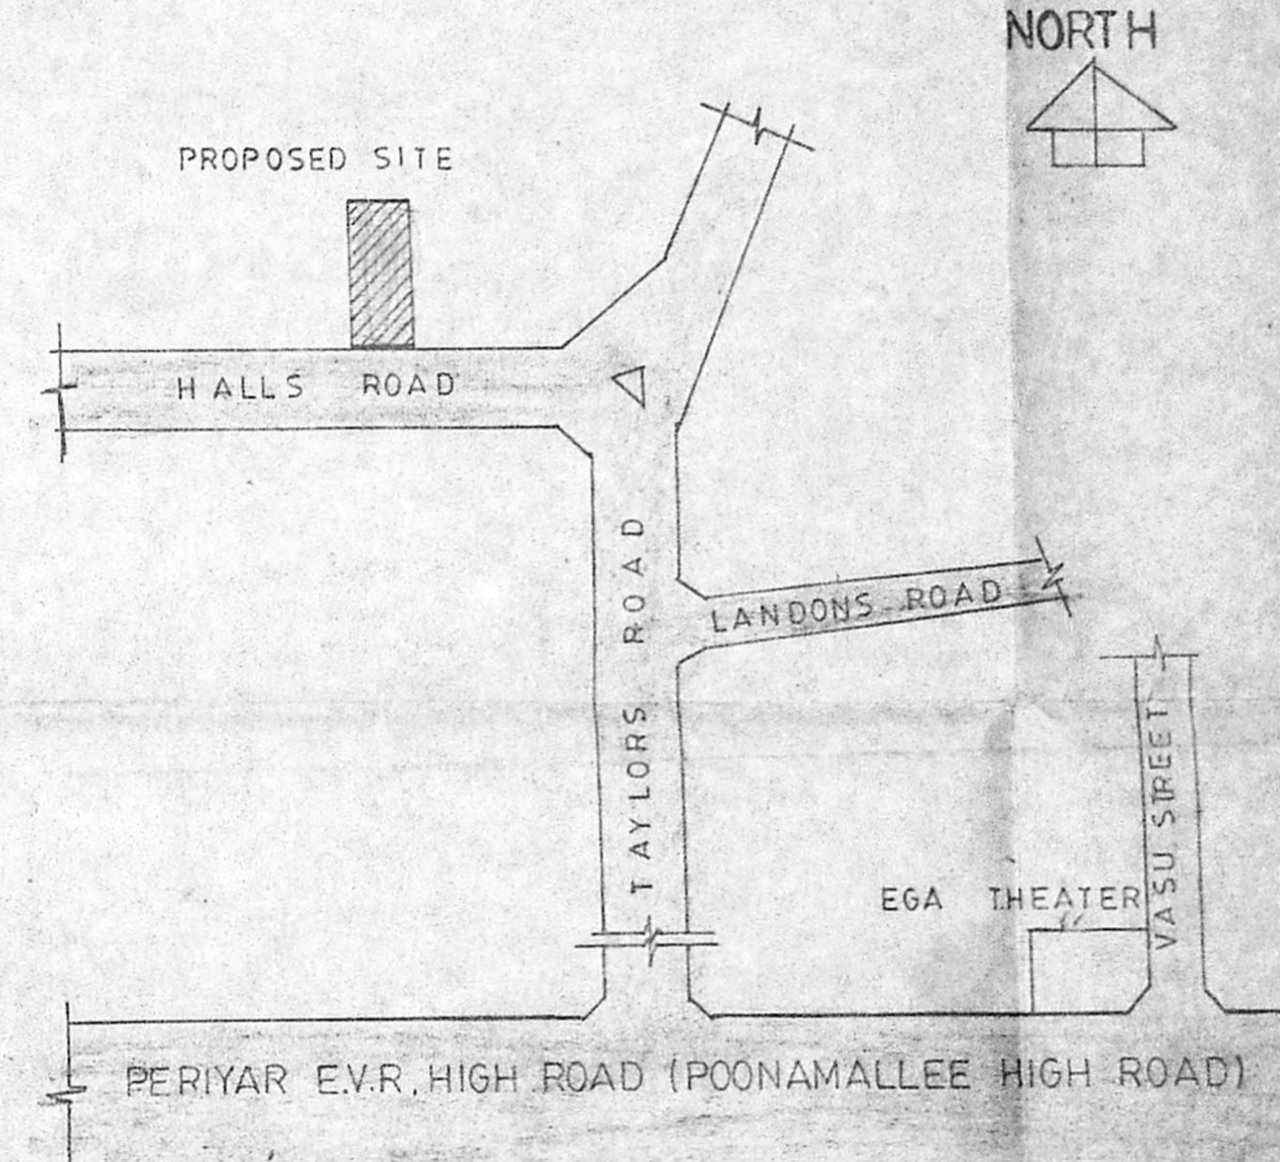 NORTH
PROPOSED SITE
HALLS ROAD
TAYLORS ROAD
LANDONS ROAD
VASU STREET
EGA THEATER
PERIYAR E.V.R. HIGH ROAD (POONAMALLEE HIGH ROAD)